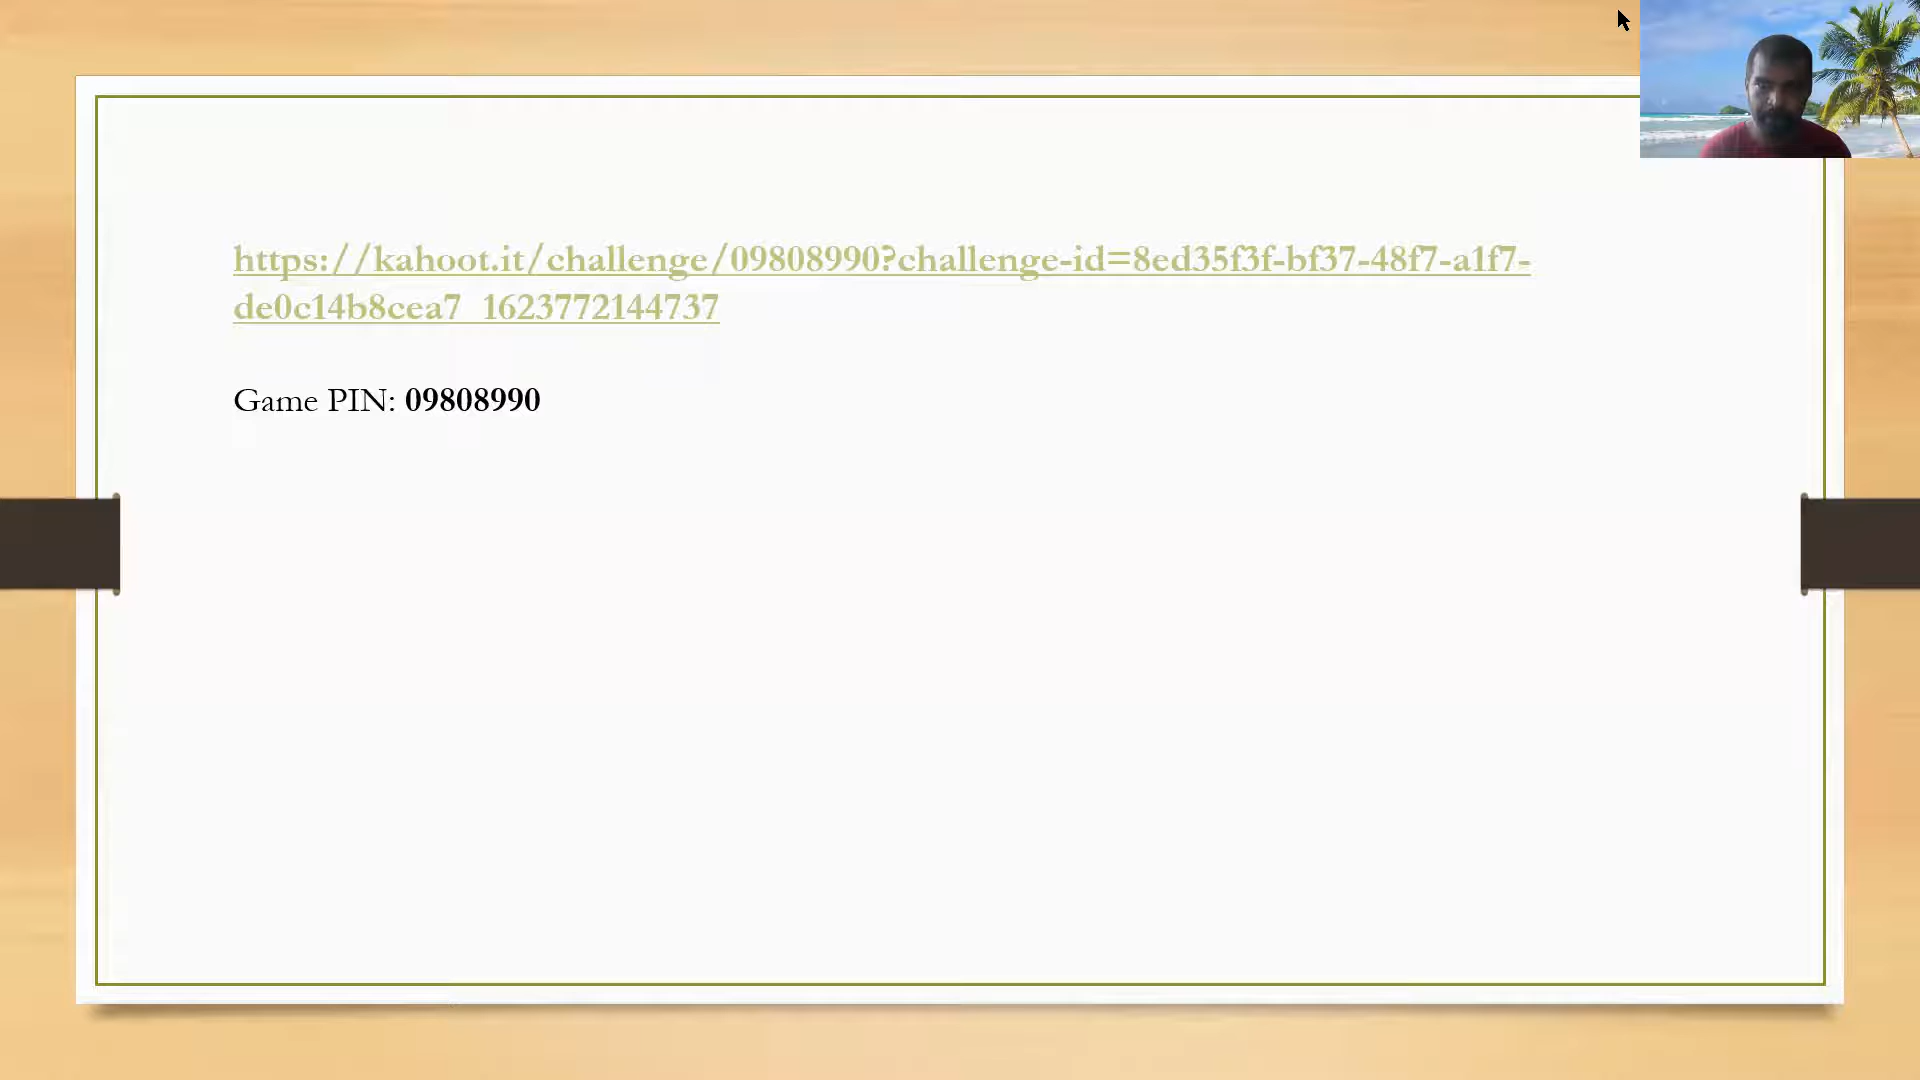 https://kahoot.it/challenge/09808990?challenge-id=8ed35f3f-bf37-48f7-a1f7-
de0c14b8cea7_1623772144737
Game PIN: 09808990